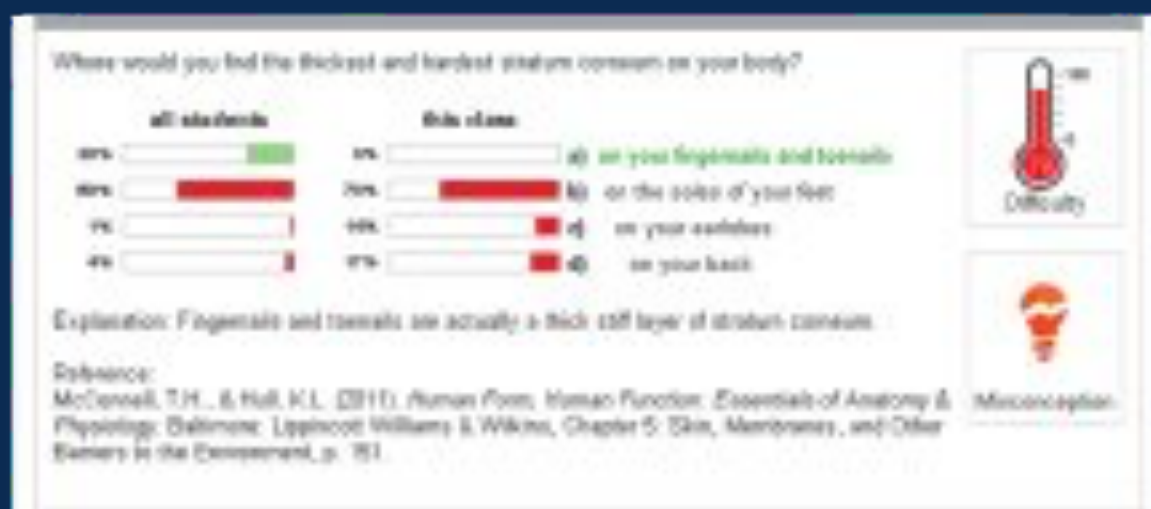 Where would you find the thickest and hardest stratum corneum on your body?
all students this class
a) on your fingernails and toenails
b) on the soles of your feet
c) on your earlobes
d) on your back
Explanation: Fingernails and toenails are actually a thick stiff layer of stratum corneum.
Reference:
McConnell, T.H., & Hull, K.L. (2011). Human Form, Human Function: Essentials of Anatomy &
Physiology. Baltimore: Lippincott Williams & Wilkins, Chapter 5: Skin, Membranes, and Other
Barriers to the Environment, p.
Difficulty
Misconception